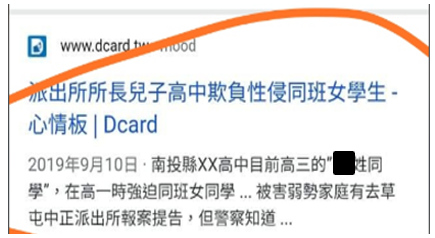 www.dcard.tw mood
派出所所長兒子高中欺負性侵同班女學生 -
心情板 | Dcard
2019年9月10日 · 南投縣XX高中目前高三的"姓同
學"，在高一時強迫同班女同學 ... 被害弱勢家庭有去草
屯中正派出所報案提告，但警察知道 ...